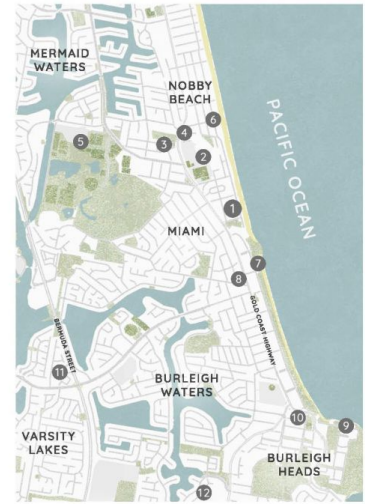 MERMAID
WATERS
NOBBY
BEACH
PACIFIC OCEAN
6
4
5
3
2
1
MIAMI
7
8
GOLD COAST HIGHWAY
BERMUDA STREET
11
BURLEIGH
WATERS
10
9
VARSITY
LAKES
BURLEIGH
HEADS
12